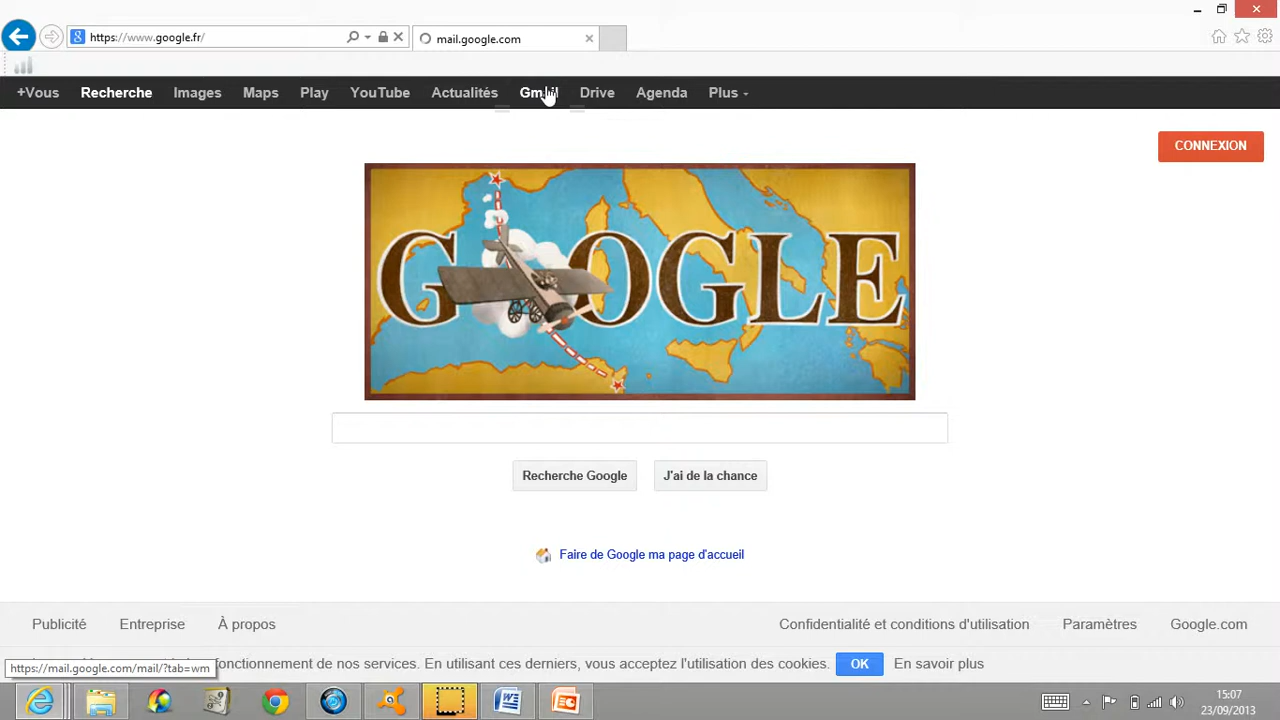 https://www.google.fr/
mail.google.com
+Vous Recherche Images Maps Play YouTube Actualités Gmail Drive Agenda Plus
CONNEXION
GOOGLE
Recherche Google J'ai de la chance
Faire de Google ma page d'accueil
Publicité Entreprise À propos Confidentialité et conditions d'utilisation Paramètres Google.com
fonctionnement de nos services. En utilisant ces derniers, vous acceptez l'utilisation des cookies. OK En savoir plus
https://mail.google.com/mail/?tab=wm
15:07
23/09/2013